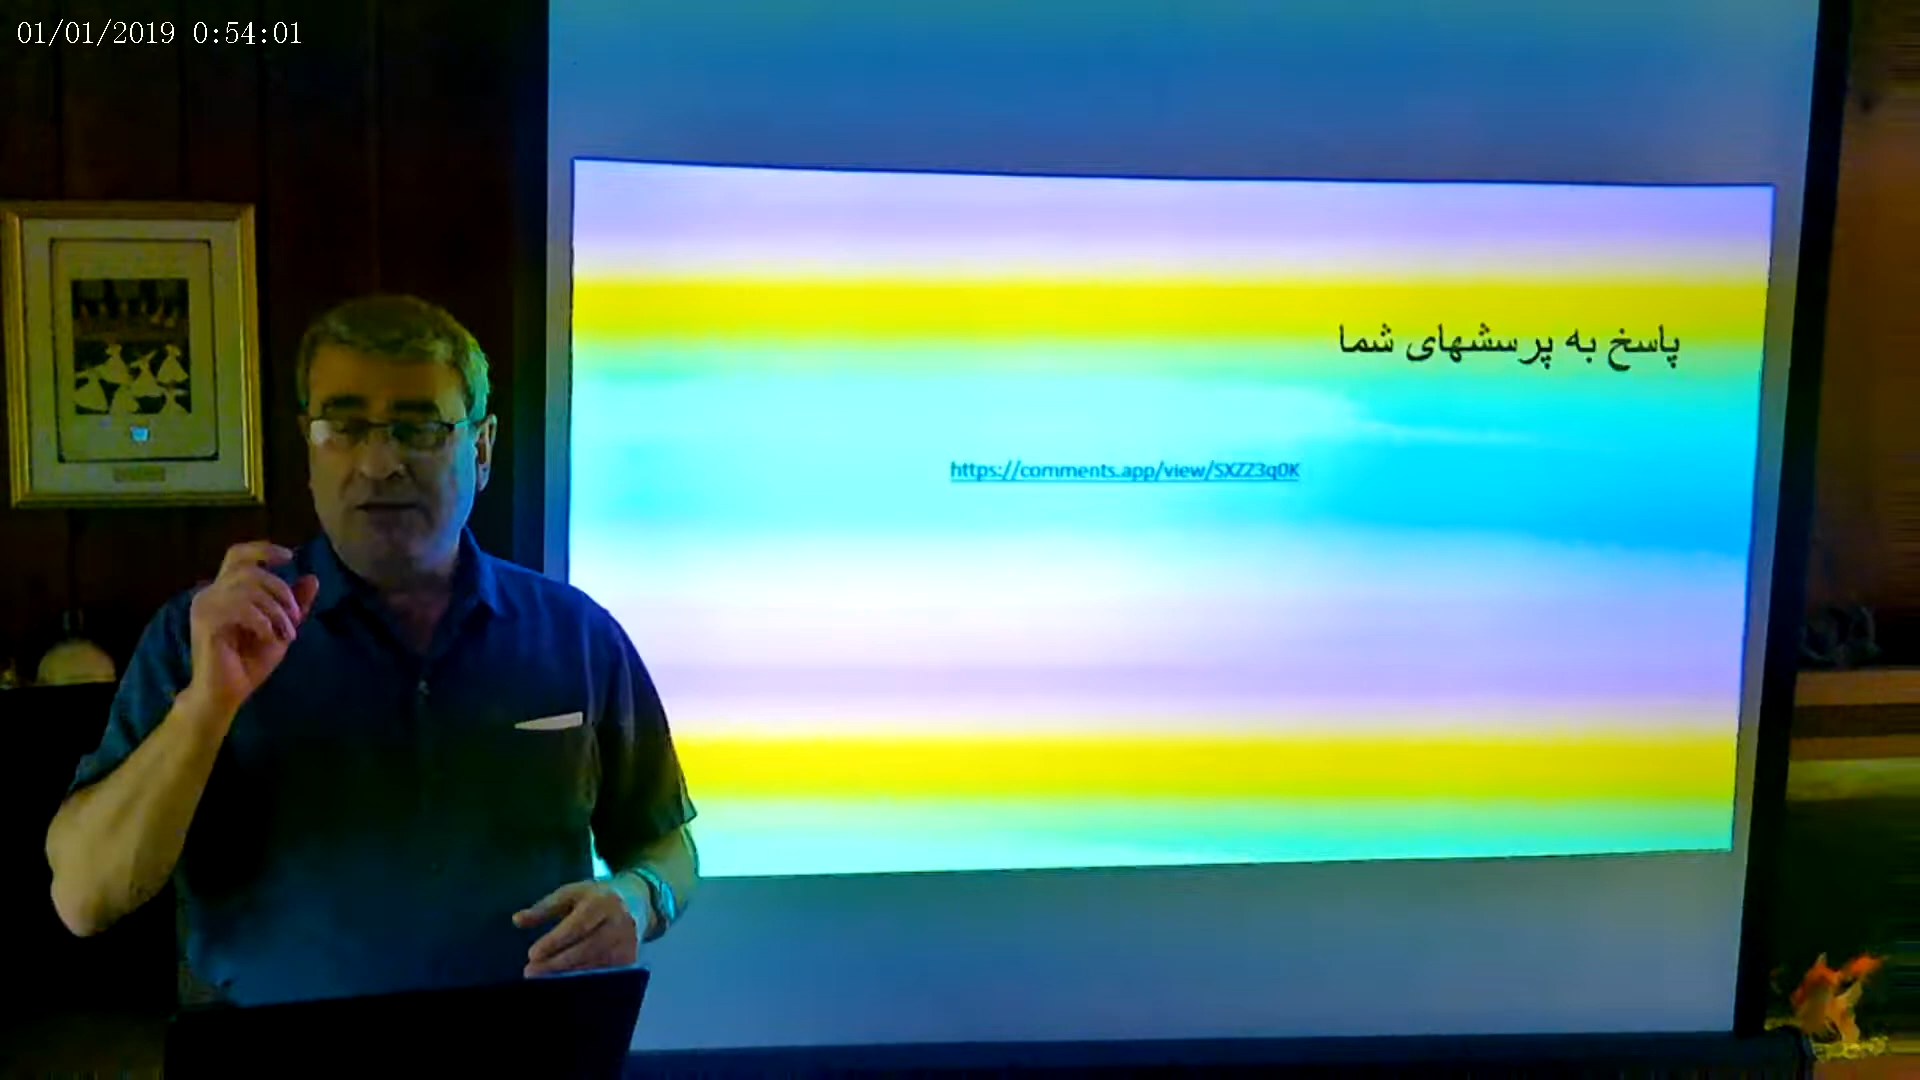 01/01/2019 0:54:01
پاسخ به پرسشهای شما
https://comments.app/view/SXZZ3q0K